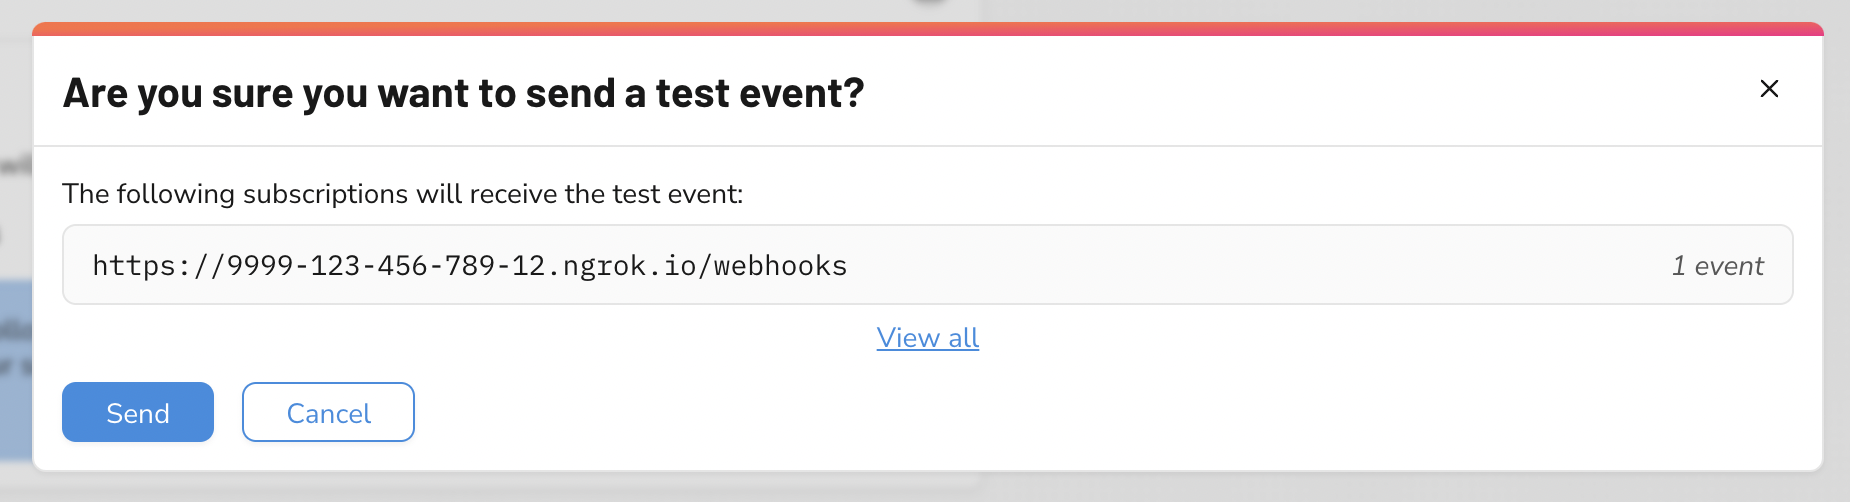 Are you sure you want to send a test event?
The following subscriptions will receive the test event:
https://9999-123-456-789-12.ngrok.io/webhooks 1 event
View all
Send Cancel